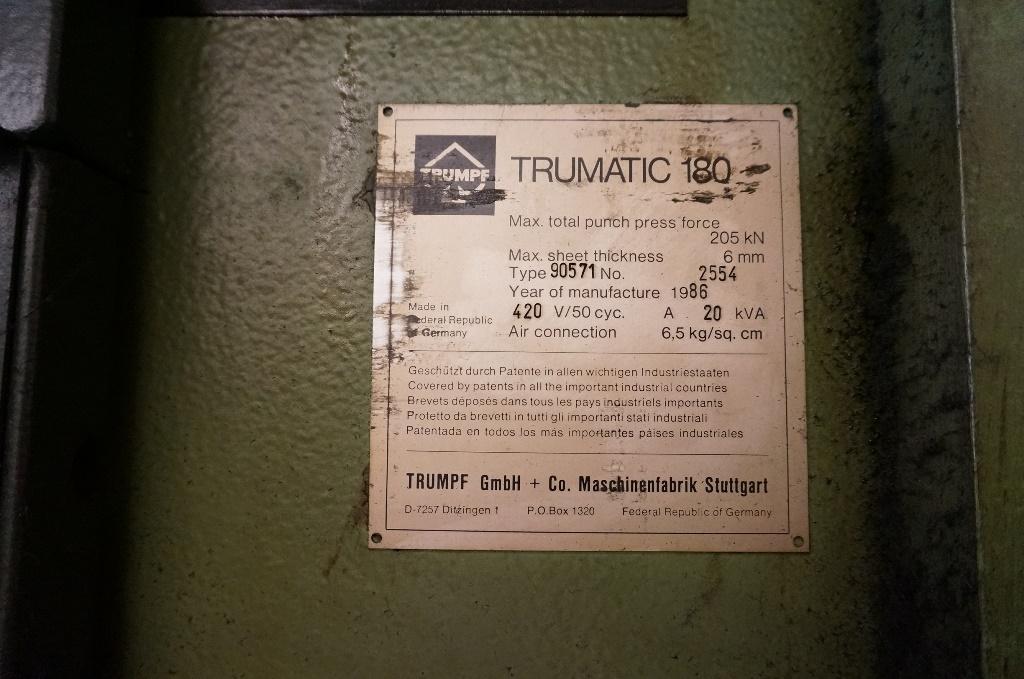 TRUMPF
TRUMATIC 180
Max. total punch press force
205 kN
Max. sheet thickness 6 mm
Type 90571 No. 2554
Year of manufacture 1986
420 V/50 cyc. A 20 kVA
Air connection 6,5 kg/sq. cm
Made in
Federal Republic
of Germany
Geschützt durch Patente in allen wichtigen Industriestaaten
Covered by patents in all the important industrial countries
Brevets déposés dans tous les pays industriels importants
Protetto da brevetti in tutti gli importanti stati industriali
Patentada en todos los más importantes páises industriales
TRUMPF GmbH + Co. Maschinenfabrik Stuttgart
D-7257 Ditzingen 1 P.O.Box 1320 Federal Republic of Germany